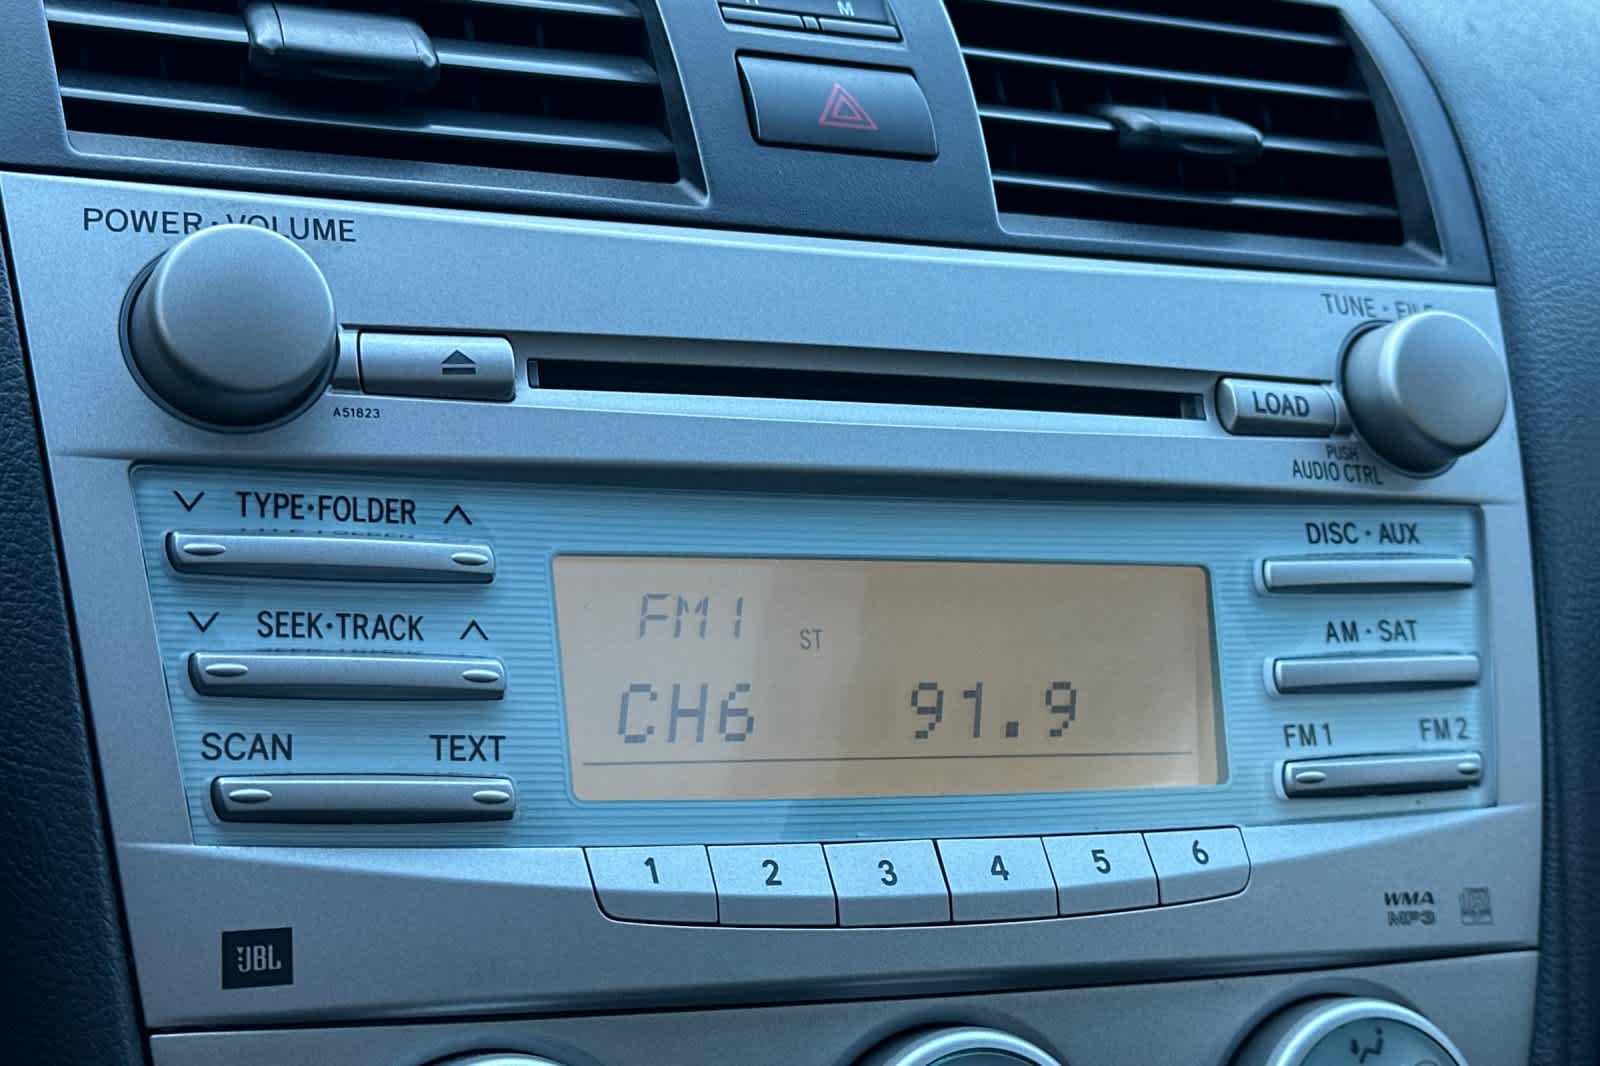 M
POWER·VOLUME
TUNE·FILE
LOAD
A51823
PUSH
AUDIO CTRL
TYPE·FOLDER
DISC·AUX
SEEK·TRACK
AM·SAT
SCAN TEXT
FM1 FM2
FM1
ST
CH6 91.9
1 2 3 4 5 6
WMA
MP3
JBL